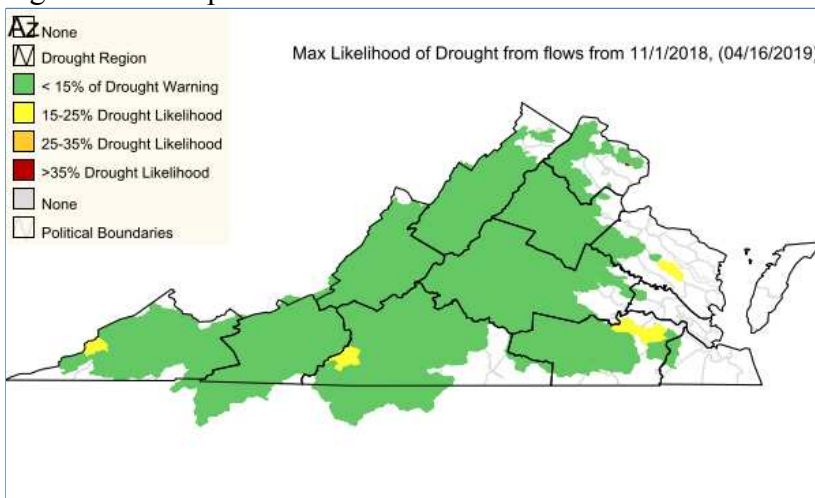 Az None
Drought Region
Max Likelihood of Drought from flows from 11/1/2018, (04/16/2019)
< 15% of Drought Warning
15-25% Drought Likelihood
25-35% Drought Likelihood
>35% Drought Likelihood
None
Political Boundaries